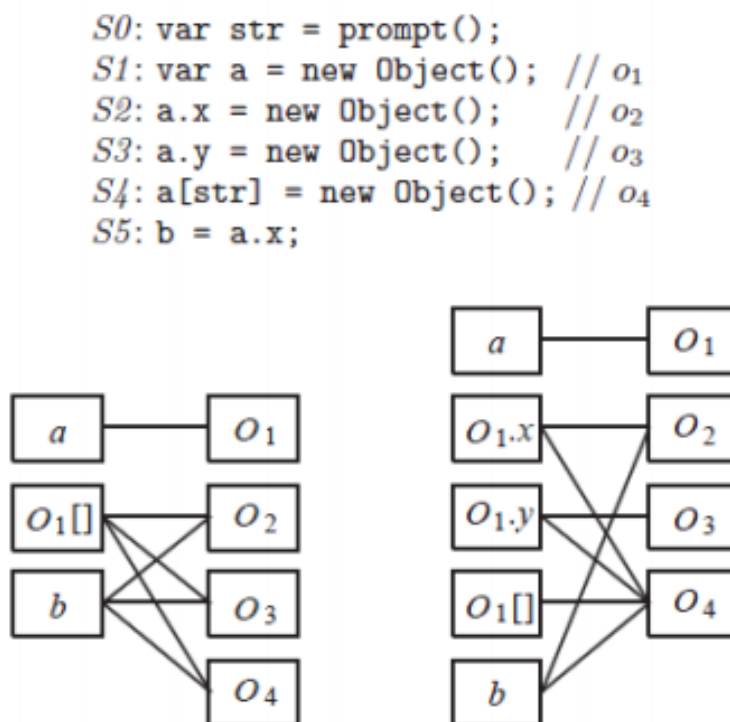 S0: var str = prompt();
S1: var a = new Object(); // o₁
S2: a.x = new Object(); // o₂
S3: a.y = new Object(); // o₃
S4: a[str] = new Object(); // o₄
S5: b = a.x;
a O₁
a O₁
O₁.x O₂
O₁[] O₂
O₁.y O₃
b O₃
O₁[] O₄
O₄
b